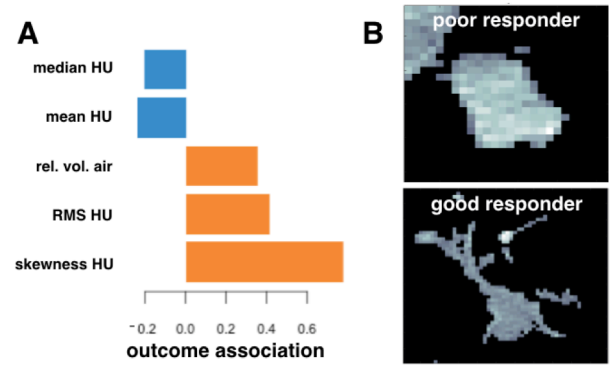 A
median HU
mean HU
rel. vol. air
RMS HU
skewness HU
-0.2 0.0 0.2 0.4 0.6
outcome association
B
poor responder
good responder